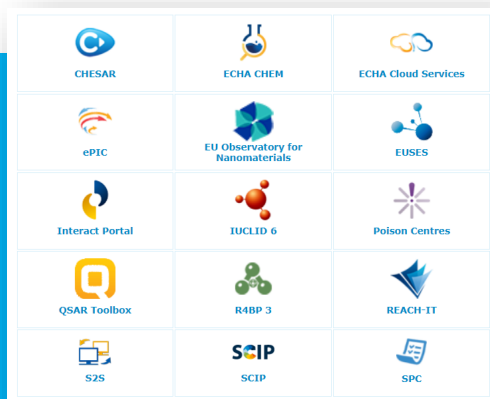 CHESAR
ECHA CHEM
ECHA Cloud Services
ePIC
EU Observatory for
Nanomaterials
EUSES
Interact Portal
IUCLID 6
Poison Centres
QSAR Toolbox
R4BP 3
REACH-IT
S2S
SCIP
SCIP
SPC